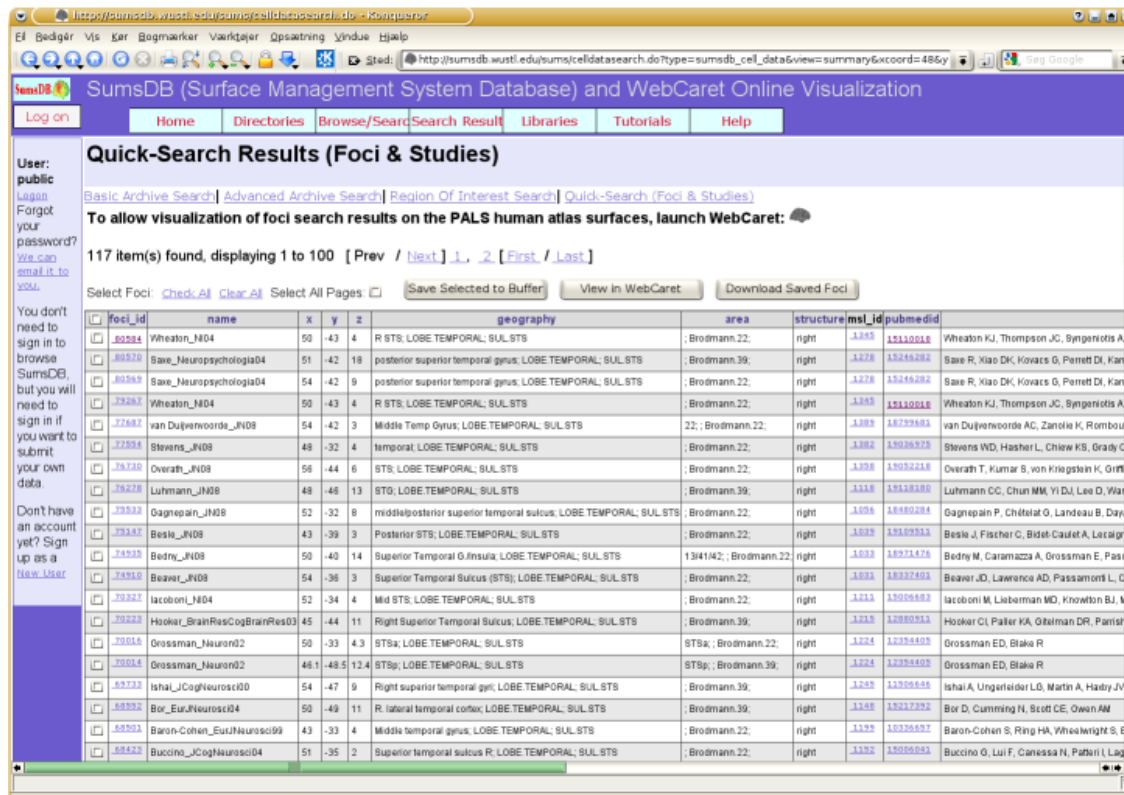 http://sumsdb.wustl.edu/sums/celldatasearch.do - Konqueror
Fil Redigér Vis Kør Bogmærker Værktøjer Opsætning Vindue Hjælp
Sted: http://sumsdb.wustl.edu/sums/celldatasearch.do?type=sumsdb_cell_data&view=summary&xcoord=48&y Søg Google
SumsDB SumsDB (Surface Management System Database) and WebCaret Online Visualization
Log on Home Directories Browse/Searc Search Result Libraries Tutorials Help
Quick-Search Results (Foci & Studies)
Basic Archive Search| Advanced Archive Search| Region Of Interest Search| Quick-Search (Foci & Studies)
To allow visualization of foci search results on the PALS human atlas surfaces, launch WebCaret:
117 item(s) found, displaying 1 to 100 [ Prev / Next ] 1 , 2 [ First / Last ]
Select Foci: Check All Clear All Select All Pages: Save Selected to Buffer View in WebCaret Download Saved Foci
User:
public
Logon
Forgot
your
password?
We can
email it to
you.
You don't
need to
sign in to
browse
SumsDB,
but you will
need to
sign in if
you want to
submit
your own
data.
Don't have
an account
yet? Sign
up as a
New User
foci_id name x y z geography area structure msl_id pubmedid
80584 Wheaton_NI04 50 -43 4 R STS; LOBE.TEMPORAL; SUL.STS ; Brodmann.22; right 1345 15110018 Wheaton KJ, Thompson JC, Syngeniotis A
80570 Saxe_Neuropsychologia04 51 -42 18 posterior superior temporal gyrus; LOBE.TEMPORAL; SUL.STS ; Brodmann.39; right 1278 15246282 Saxe R, Xiao DK, Kovacs G, Perrett DI, Kan
80569 Saxe_Neuropsychologia04 54 -42 9 posterior superior temporal gyrus; LOBE.TEMPORAL; SUL.STS ; Brodmann.22; right 1278 15246282 Saxe R, Xiao DK, Kovacs G, Perrett DI, Kan
79267 Wheaton_NI04 50 -43 4 R STS; LOBE.TEMPORAL; SUL.STS ; Brodmann.22; right 1345 15110018 Wheaton KJ, Thompson JC, Syngeniotis A
77687 van Duijvenvoorde_JN08 54 -42 3 Middle Temp Gyrus; LOBE.TEMPORAL; SUL.STS 22; ; Brodmann.22; right 1389 18799681 van Duijvenvoorde AC, Zanolie K, Rombou
77554 Stevens_JN08 48 -32 4 temporal; LOBE.TEMPORAL; SUL.STS ; Brodmann.22; right 1382 19036975 Stevens WD, Hasher L, Chiew KS, Grady C
76730 Overath_JN08 56 -44 6 STS; LOBE.TEMPORAL; SUL.STS ; Brodmann.22; right 1358 19052218 Overath T, Kumar S, von Kriegstein K, Griff
76278 Luhmann_JN08 48 -46 13 STG; LOBE.TEMPORAL; SUL.STS ; Brodmann.39; right 1118 19118180 Luhmann CC, Chun MM, Yi DJ, Lee D, Wan
75533 Gagnepain_JN08 52 -32 8 middle/posterior superior temporal sulcus; LOBE.TEMPORAL; SUL.STS ; Brodmann.22; right 1056 18480284 Gagnepain P, Chételat G, Landeau B, Day
75147 Besle_JN08 43 -39 3 Posterior STS; LOBE.TEMPORAL; SUL.STS ; Brodmann.22; right 1039 19109511 Besle J, Fischer C, Bidet-Caulet A, Lecaign
74935 Bedny_JN08 50 -40 14 Superior Temporal G./Insula; LOBE.TEMPORAL; SUL.STS 13/41/42; ; Brodmann.22; right 1033 18971476 Bedny M, Caramazza A, Grossman E, Pas
74910 Beaver_JN08 54 -36 3 Superior Temporal Sulcus (STS); LOBE.TEMPORAL; SUL.STS ; Brodmann.22; right 1031 18337401 Beaver JD, Lawrence AD, Passamonti L, C
70327 Iacoboni_NI04 52 -34 4 Mid STS; LOBE.TEMPORAL; SUL.STS ; Brodmann.22; right 1211 15006683 Iacoboni M, Lieberman MD, Knowlton BJ, M
70223 Hooker_BrainResCogBrainRes03 45 -44 11 Right Superior Temporal Sulcus; LOBE.TEMPORAL; SUL.STS ; Brodmann.39; right 1215 12880911 Hooker CI, Paller KA, Gitelman DR, Parrish
70016 Grossman_Neuron02 50 -33 4.3 STSa; LOBE.TEMPORAL; SUL.STS STSa; ; Brodmann.22; right 1224 12354405 Grossman ED, Blake R
70014 Grossman_Neuron02 46.1 -48.5 12.4 STSp; LOBE.TEMPORAL; SUL.STS STSp; ; Brodmann.39; right 1224 12354405 Grossman ED, Blake R
69733 Ishai_JCogNeurosci00 54 -47 9 Right superior temporal gyri; LOBE.TEMPORAL; SUL.STS ; Brodmann.39; right 1245 11506646 Ishai A, Ungerleider LG, Martin A, Haxby JV
68592 Bor_EurJNeurosci04 50 -49 11 R. lateral temporal cortex; LOBE.TEMPORAL; SUL.STS ; Brodmann.39; right 1148 15217392 Bor D, Cumming N, Scott CE, Owen AM
68501 Baron-Cohen_EurJNeurosci99 43 -33 4 Middle temporal gyrus; LOBE.TEMPORAL; SUL.STS ; Brodmann.22; right 1199 10336657 Baron-Cohen S, Ring HA, Wheelwright S, B
68423 Buccino_JCogNeurosci04 51 -35 2 Superior temporal sulcus R; LOBE.TEMPORAL; SUL.STS ; Brodmann.22; right 1152 15006041 Buccino G, Lui F, Canessa N, Patteri I, Lag